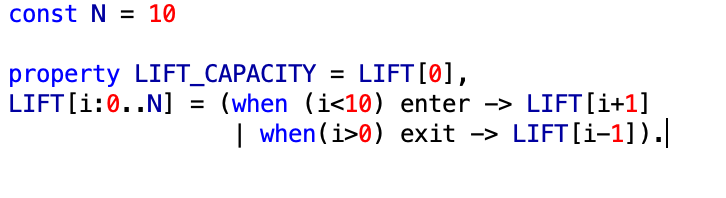 const N = 10
property LIFT_CAPACITY = LIFT[0],
LIFT[i:0..N] = (when (i<10) enter -> LIFT[i+1]
| when(i>0) exit -> LIFT[i-1]).